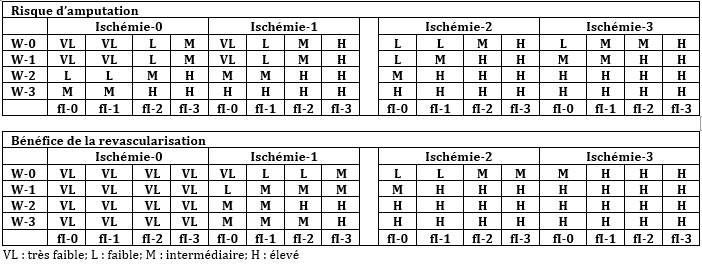 Risque d'amputation
Ischémie-0 Ischémie-1 Ischémie-2 Ischémie-3
W-0 VL VL L M VL L M H L L M H L M M H
W-1 VL VL L M VL L M H L M H H M M H H
W-2 L L M H M M H H M H H H H H H H
W-3 M M H H H H H H H H H H H H H H
fI-0 fI-1 fI-2 fI-3 fI-0 fI-1 fI-2 fI-3 fI-0 fI-1 fI-2 fI-3 fI-0 fI-1 fI-2 fI-3
Bénéfice de la revascularisation
Ischémie-0 Ischémie-1 Ischémie-2 Ischémie-3
W-0 VL VL VL VL VL L L M L L M M M H H H
W-1 VL VL VL VL L M M M M H H H H H H H
W-2 VL VL VL VL M M H H H H H H H H H H
W-3 VL VL VL VL M M M H H H H H H H H H
fI-0 fI-1 fI-2 fI-3 fI-0 fI-1 fI-2 fI-3 fI-0 fI-1 fI-2 fI-3 fI-0 fI-1 fI-2 fI-3
VL : très faible; L : faible; M : intermédiaire; H : élevé